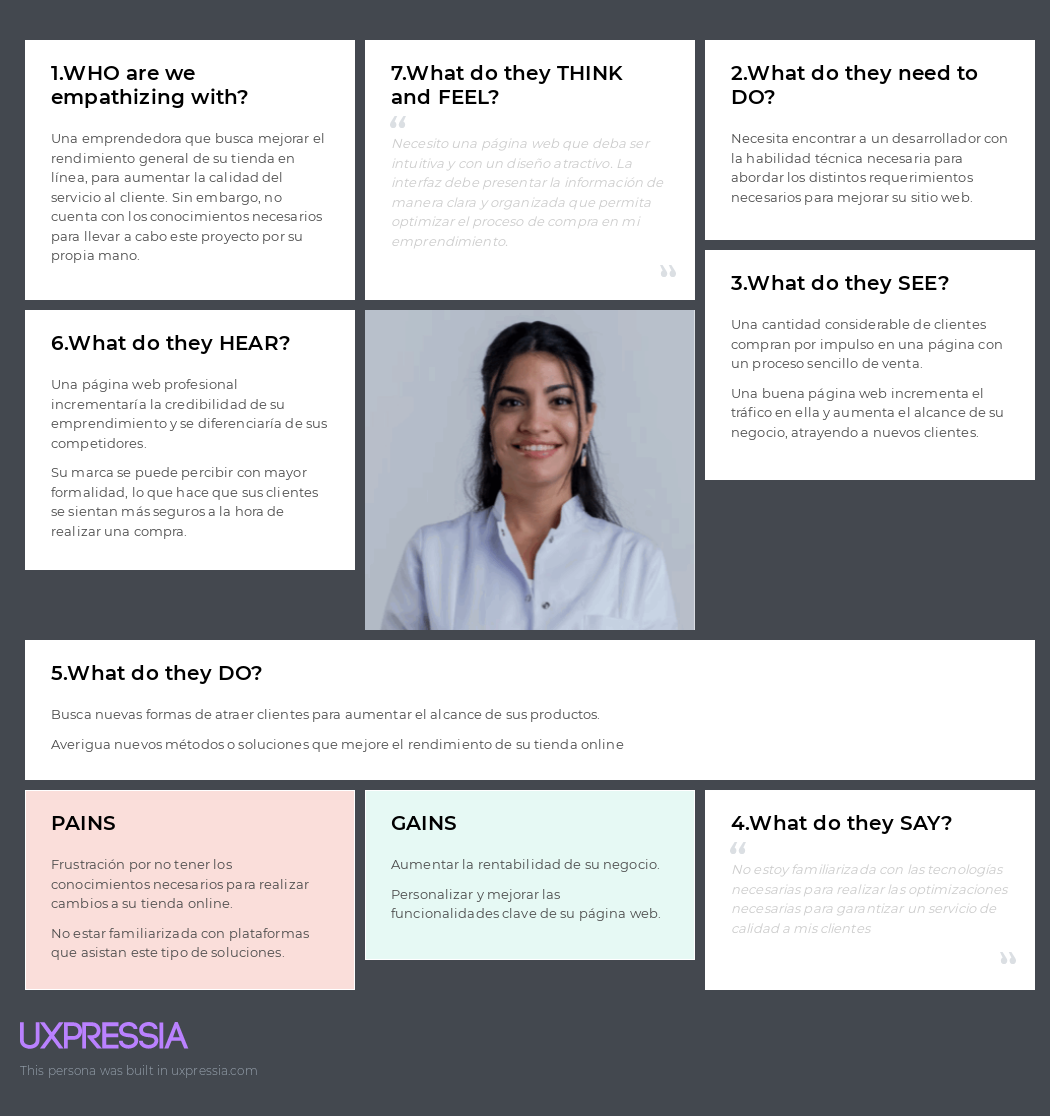 1.WHO are we
empathizing with?
Una emprendedora que busca mejorar el
rendimiento general de su tienda en
línea, para aumentar la calidad del
servicio al cliente. Sin embargo, no
cuenta con los conocimientos necesarios
para llevar a cabo este proyecto por su
propia mano.
7.What do they THINK
and FEEL?
“
Necesito una página web que deba ser
intuitiva y con un diseño atractivo. La
interfaz debe presentar la información de
manera clara y organizada que permita
optimizar el proceso de compra en mi
emprendimiento.
”
2.What do they need to
DO?
Necesita encontrar a un desarrollador con
la habilidad técnica necesaria para
abordar los distintos requerimientos
necesarios para mejorar su sitio web.
3.What do they SEE?
Una cantidad considerable de clientes
compran por impulso en una página con
un proceso sencillo de venta.
Una buena página web incrementa el
tráfico en ella y aumenta el alcance de su
negocio, atrayendo a nuevos clientes.
6.What do they HEAR?
Una página web profesional
incrementaría la credibilidad de su
emprendimiento y se diferenciaría de sus
competidores.
Su marca se puede percibir con mayor
formalidad, lo que hace que sus clientes
se sientan más seguros a la hora de
realizar una compra.
5.What do they DO?
Busca nuevas formas de atraer clientes para aumentar el alcance de sus productos.
Averigua nuevos métodos o soluciones que mejore el rendimiento de su tienda online
PAINS
Frustración por no tener los
conocimientos necesarios para realizar
cambios a su tienda online.
No estar familiarizada con plataformas
que asistan este tipo de soluciones.
GAINS
Aumentar la rentabilidad de su negocio.
Personalizar y mejorar las
funcionalidades clave de su página web.
4.What do they SAY?
“
No estoy familiarizada con las tecnologías
necesarias para realizar las optimizaciones
necesarias para garantizar un servicio de
calidad a mis clientes
”
UXPRESSIA
This persona was built in uxpressia.com